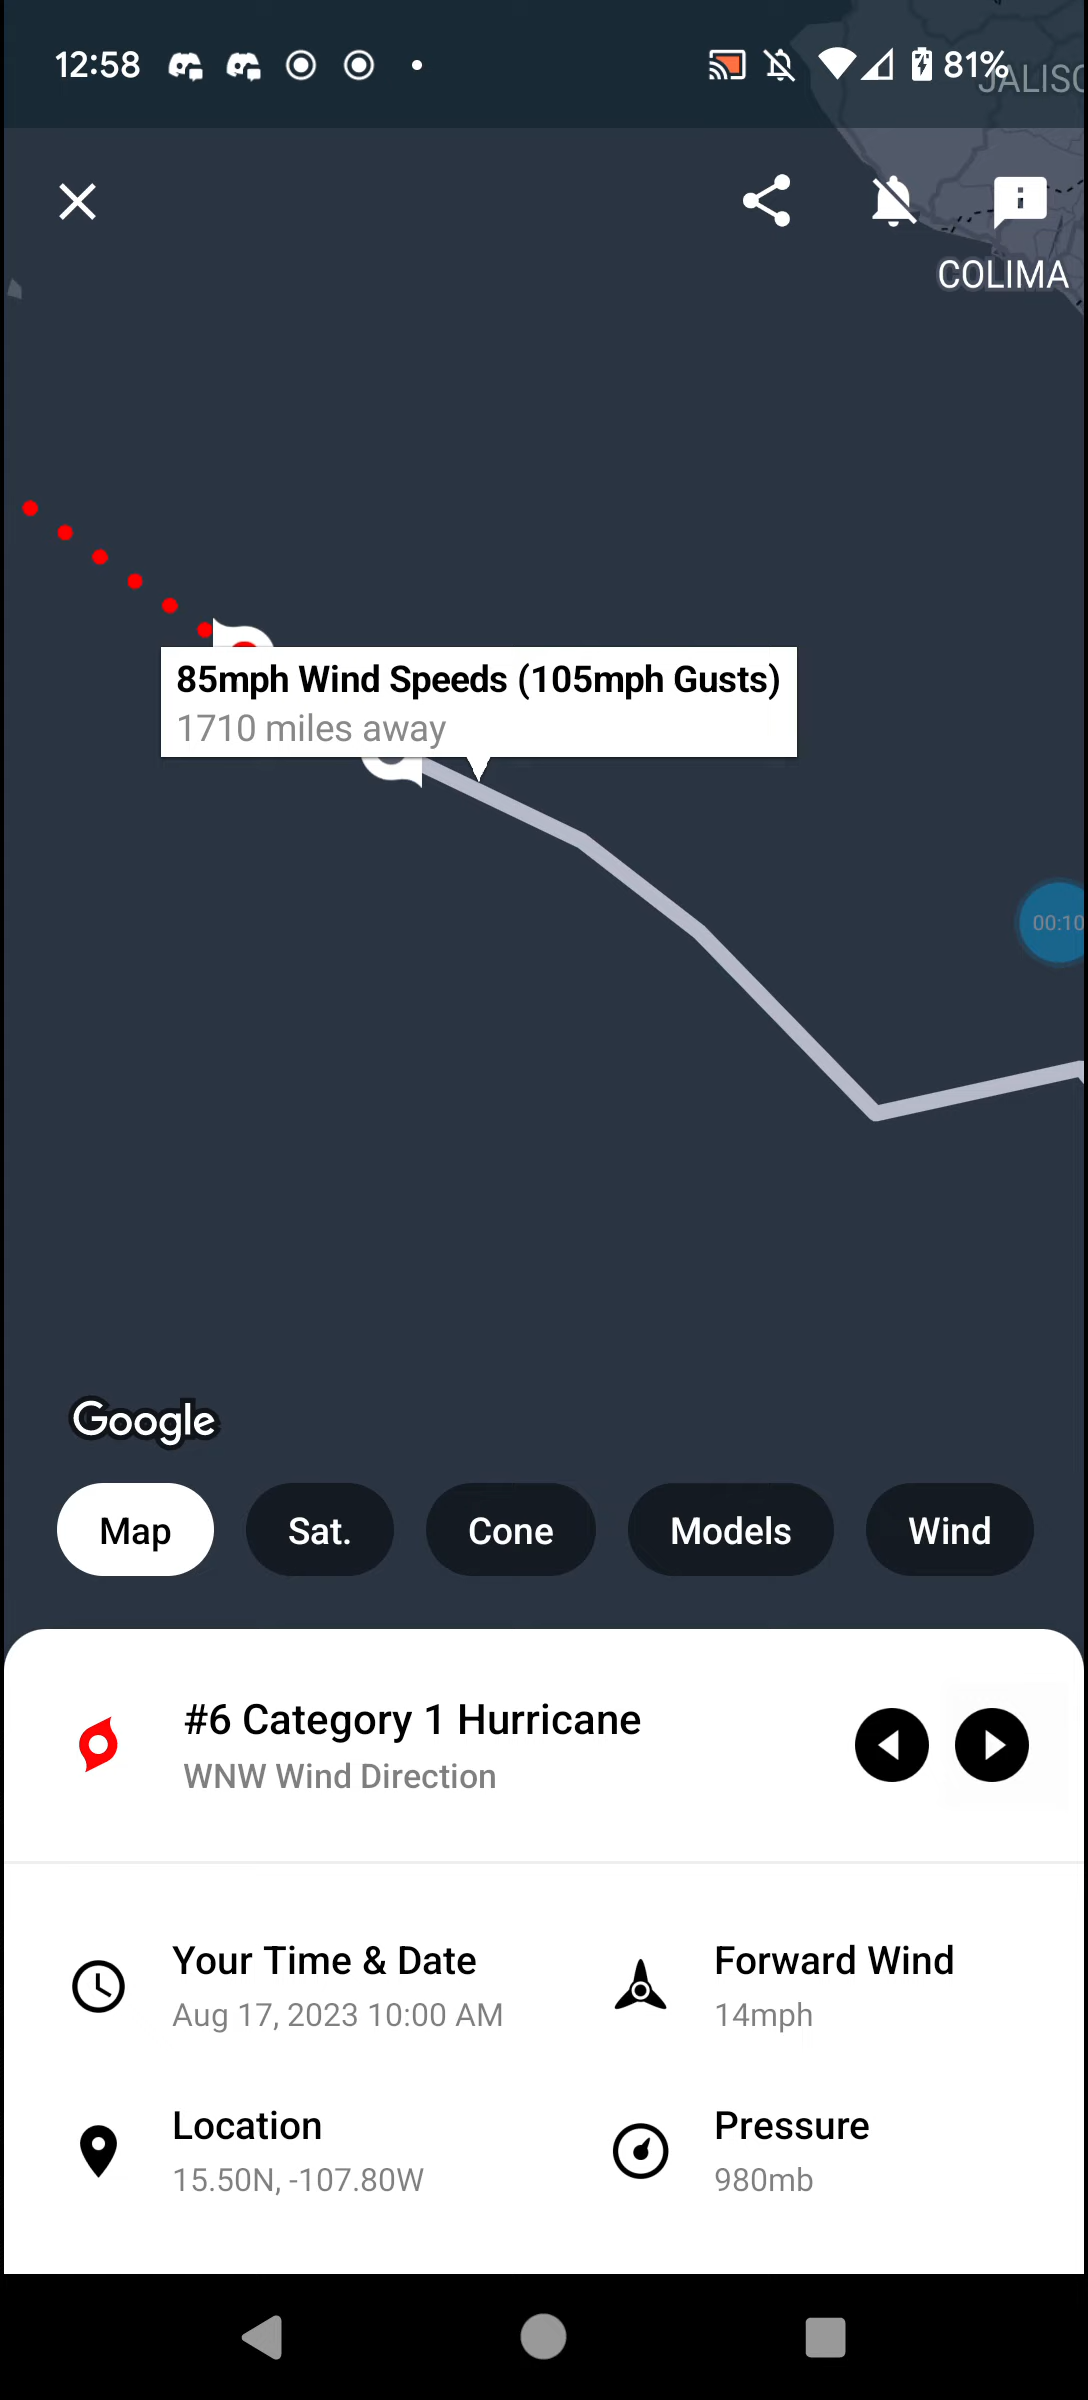 12:58
81%
JALISC
COLIMA
85mph Wind Speeds (105mph Gusts)
1710 miles away
00:10
Google
Map
Sat.
Cone
Models
Wind
#6 Category 1 Hurricane
WNW Wind Direction
Your Time & Date
Aug 17, 2023 10:00 AM
Forward Wind
14mph
Location
15.50N, -107.80W
Pressure
980mb